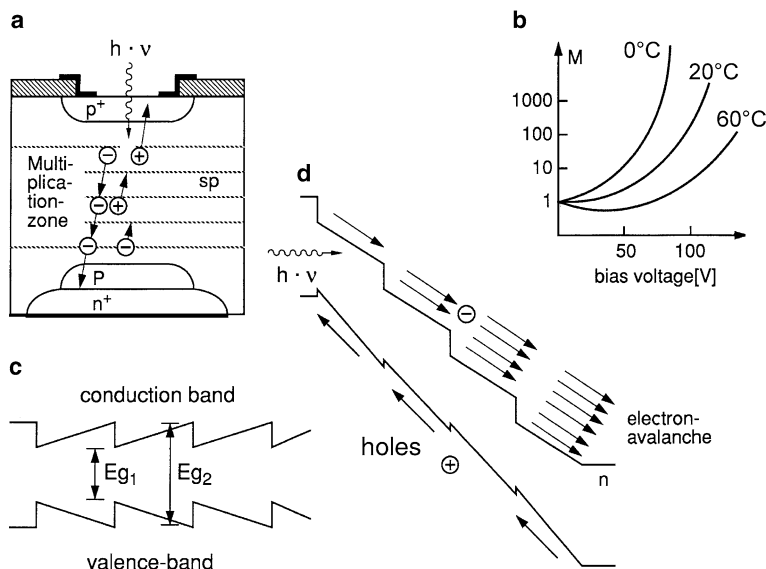 a
h · ν
p+
Multi-
plica-
tion-
zone
sp
P
n+
b
M
0°C
20°C
60°C
1000
100
10
1
50
100
bias voltage[V]
c
conduction band
Eg1
Eg2
valence-band
d
h · ν
holes
electron-
avalanche
n